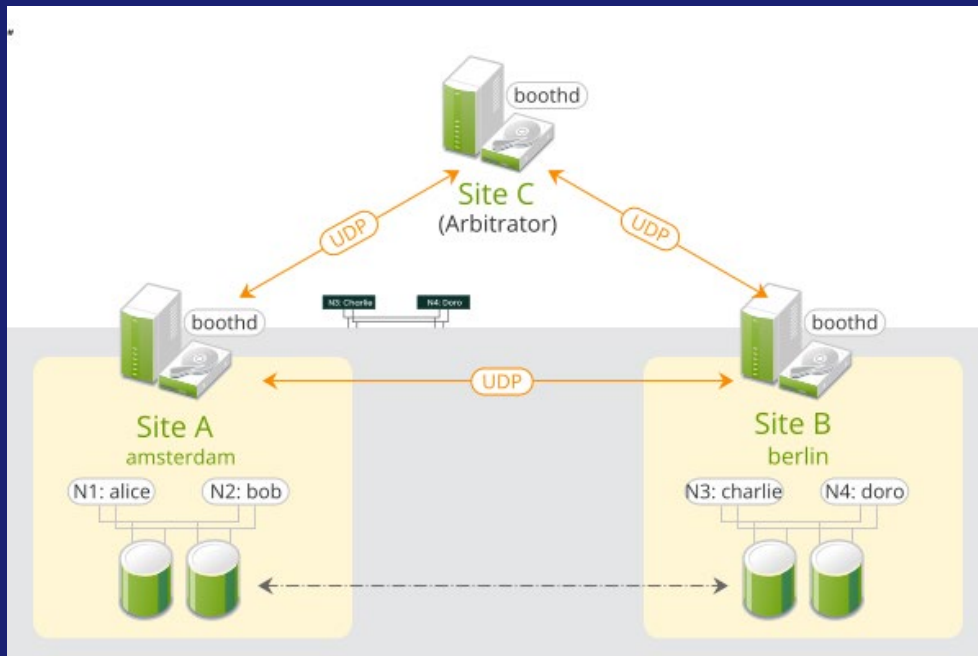 boothd
Site C
(Arbitrator)
UDP
UDP
N3: Charlie
N4: Doro
boothd
boothd
UDP
Site A
Site B
amsterdam
berlin
N1: alice
N2: bob
N3: charlie
N4: doro